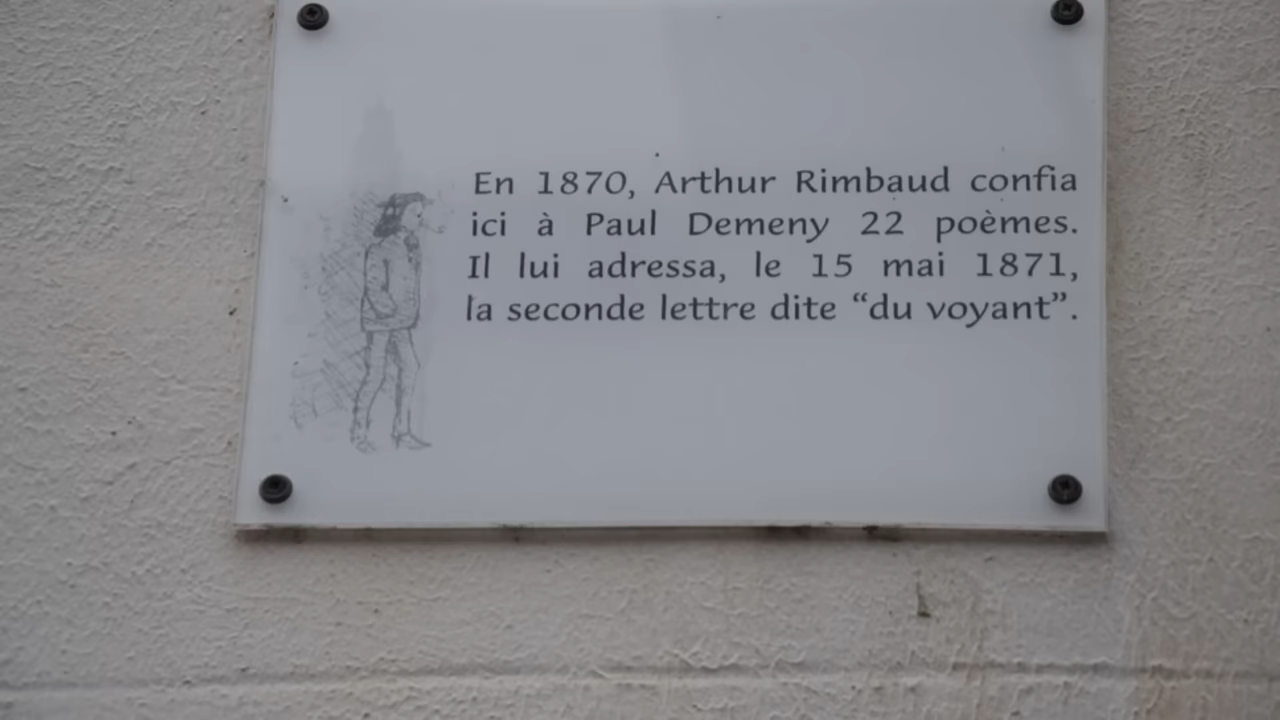 En 1870, Arthur Rimbaud confia
ici à Paul Demeny 22 poèmes.
Il lui adressa, le 15 mai 1871,
la seconde lettre dite “du voyant”.